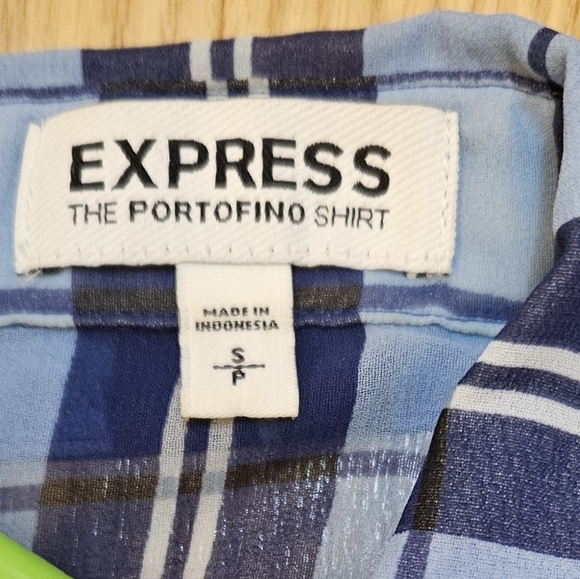 EXPRESS
THE PORTOFINO SHIRT
MADE IN
INDONESIA
S
P